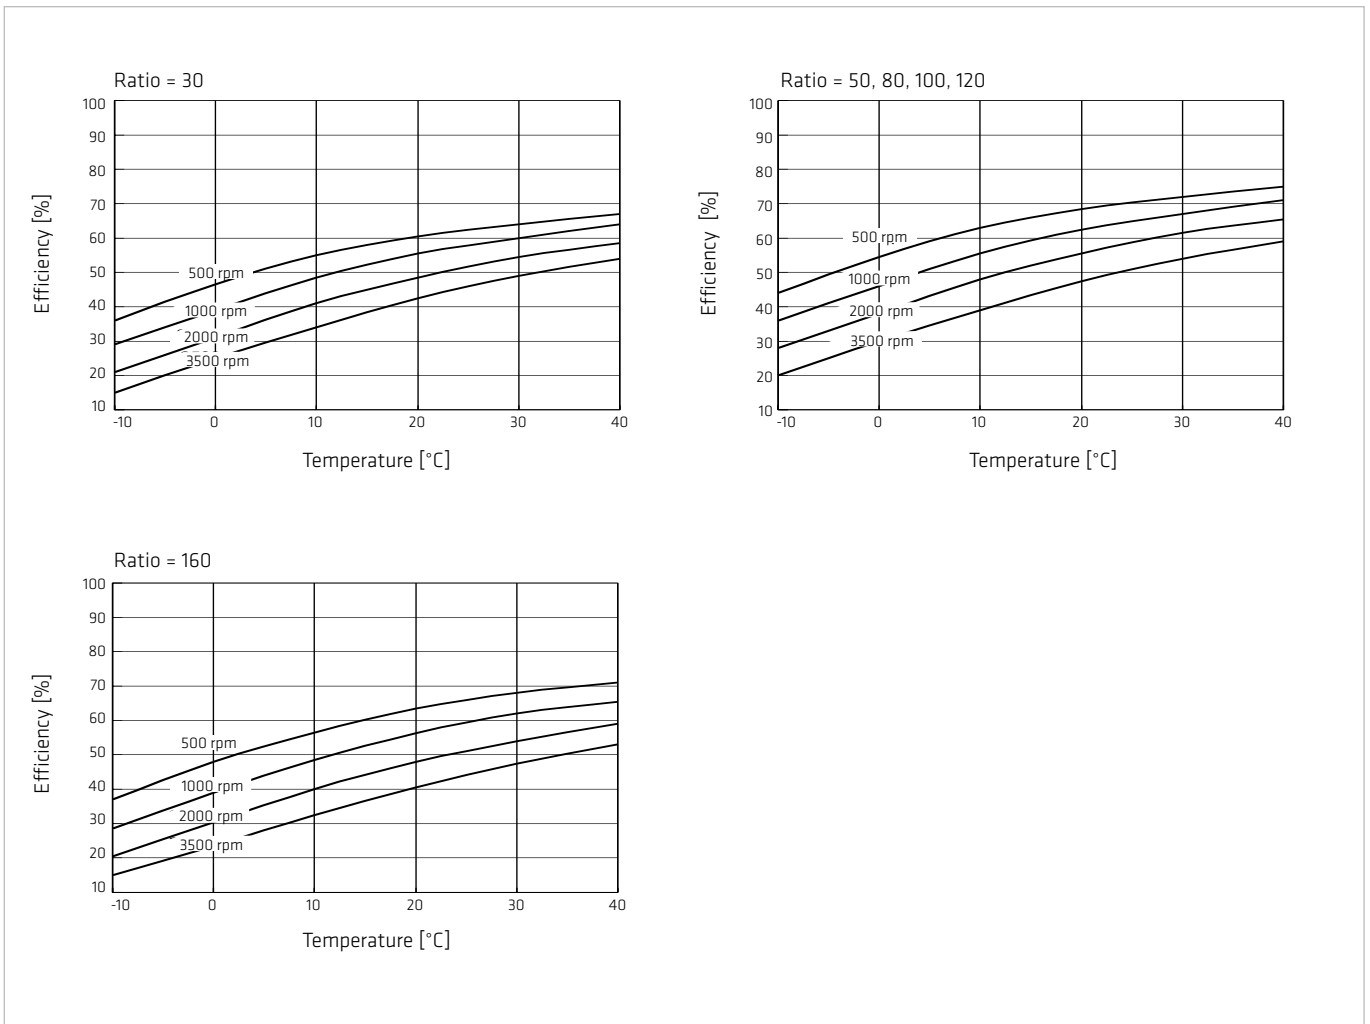 Ratio = 30
100
90
80
70
60
50
40
30
20
10
Efficiency [%]
500 rpm
1000 rpm
2000 rpm
3500 rpm
-10 0 10 20 30 40
Temperature [°C]
Ratio = 50, 80, 100, 120
100
90
80
70
60
50
40
30
20
10
Efficiency [%]
500 rpm
1000 rpm
2000 rpm
3500 rpm
-10 0 10 20 30 40
Temperature [°C]
Ratio = 160
100
90
80
70
60
50
40
30
20
10
Efficiency [%]
500 rpm
1000 rpm
2000 rpm
3500 rpm
-10 0 10 20 30 40
Temperature [°C]